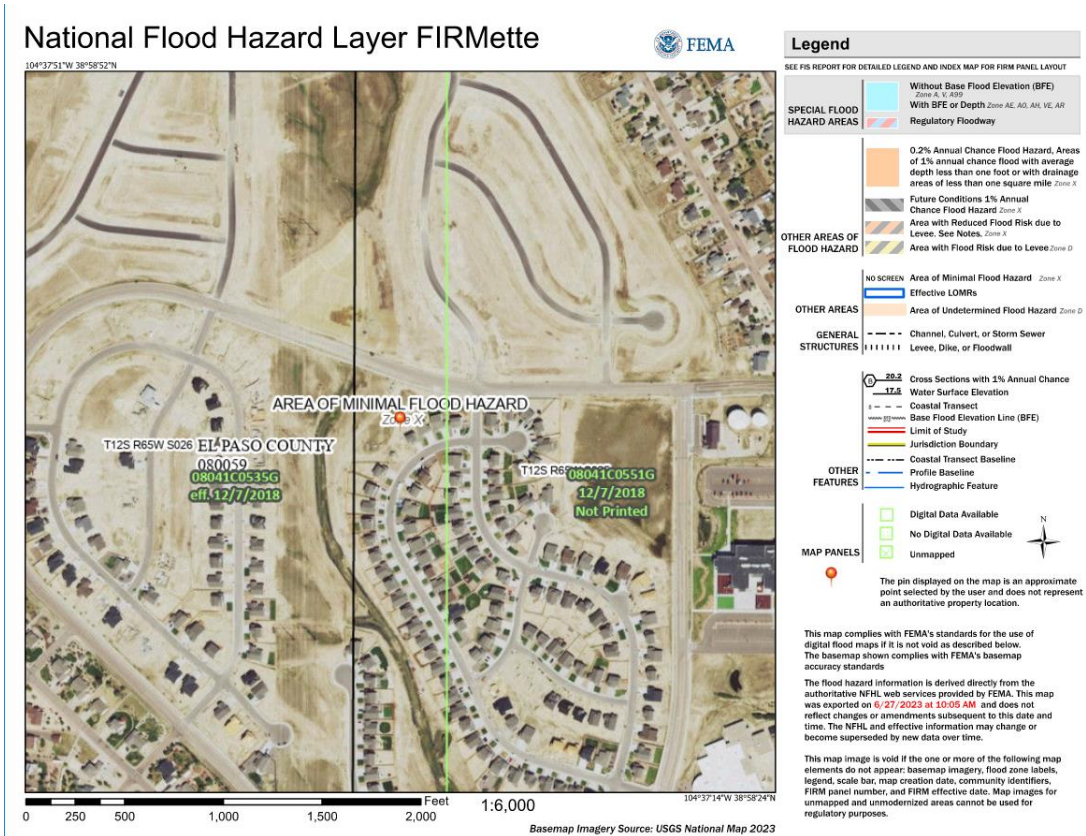 National Flood Hazard Layer FIRMette
FEMA
104°37'51"W 38°58'52"N
AREA OF MINIMAL FLOOD HAZARD
Zone X
T12S R65W S026
EL PASO COUNTY
080059
08041C0535G
eff. 12/7/2018
T12S R65W
08041C0551G
12/7/2018
Not Printed
104°37'14"W 38°58'24"N
0 250 500 1,000 1,500 2,000
Feet
1:6,000
Basemap Imagery Source: USGS National Map 2023
Legend
SEE FIS REPORT FOR DETAILED LEGEND AND INDEX MAP FOR FIRM PANEL LAYOUT
SPECIAL FLOOD
HAZARD AREAS
Without Base Flood Elevation (BFE)
Zone A, V, A99
With BFE or Depth Zone AE, AO, AH, VE, AR
Regulatory Floodway
OTHER AREAS OF
FLOOD HAZARD
0.2% Annual Chance Flood Hazard, Areas
of 1% annual chance flood with average
depth less than one foot or with drainage
areas of less than one square mile Zone X
Future Conditions 1% Annual
Chance Flood Hazard Zone X
Area with Reduced Flood Risk due to
Levee. See Notes. Zone X
Area with Flood Risk due to Levee Zone D
OTHER AREAS
NO SCREEN Area of Minimal Flood Hazard Zone X
Effective LOMRs
Area of Undetermined Flood Hazard Zone D
GENERAL
STRUCTURES
Channel, Culvert, or Storm Sewer
Levee, Dike, or Floodwall
OTHER
FEATURES
B 20.2 Cross Sections with 1% Annual Chance
17.5 Water Surface Elevation
8 Coastal Transect
513 Base Flood Elevation Line (BFE)
Limit of Study
Jurisdiction Boundary
Coastal Transect Baseline
Profile Baseline
Hydrographic Feature
MAP PANELS
Digital Data Available
No Digital Data Available
Unmapped
N
The pin displayed on the map is an approximate
point selected by the user and does not represent
an authoritative property location.
This map complies with FEMA's standards for the use of
digital flood maps if it is not void as described below.
The basemap shown complies with FEMA's basemap
accuracy standards
The flood hazard information is derived directly from the
authoritative NFHL web services provided by FEMA. This map
was exported on 6/27/2023 at 10:05 AM and does not
reflect changes or amendments subsequent to this date and
time. The NFHL and effective information may change or
become superseded by new data over time.
This map image is void if the one or more of the following map
elements do not appear: basemap imagery, flood zone labels,
legend, scale bar, map creation date, community identifiers,
FIRM panel number, and FIRM effective date. Map images for
unmapped and unmodernized areas cannot be used for
regulatory purposes.